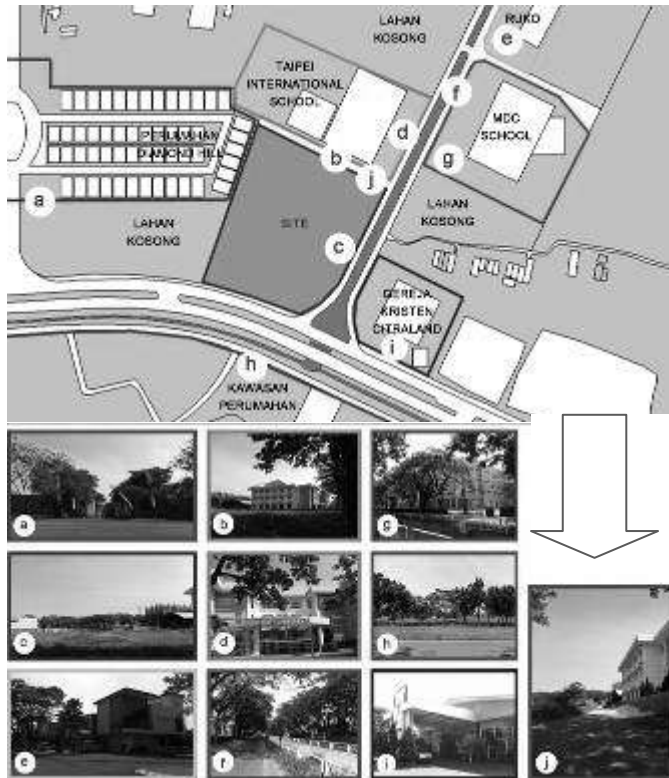 LAHAN
KOSONG
RUKO
e
TAIPEI
INTERNATIONAL
SCHOOL
f
MDC
SCHOOL
d
PERUMAHAN
DIAMOND HILL
b
j
g
a
LAHAN
KOSONG
SITE
c
LAHAN
KOSONG
GEREJA
KRISTEN
CITRALAND
i
h
KAWASAN
PERUMAHAN
a
b
g
c
d
h
e
f
i
j